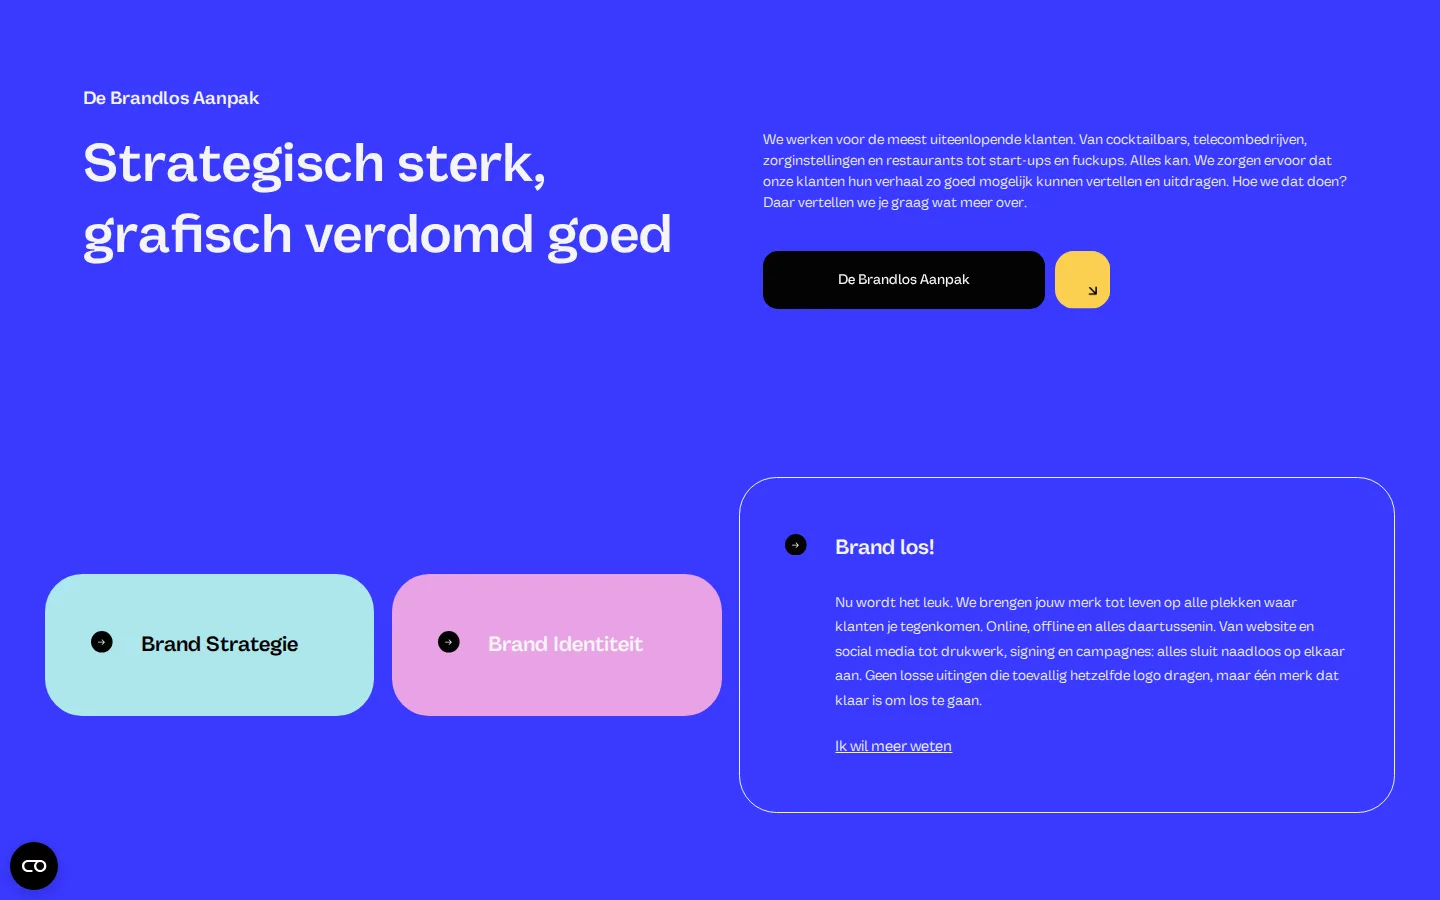 De Brandlos Aanpak
Strategisch sterk,
grafisch verdomd goed
We werken voor de meest uiteenlopende klanten. Van cocktailbars, telecombedrijven,
zorginstellingen en restaurants tot start-ups en fuckups. Alles kan. We zorgen ervoor dat
onze klanten hun verhaal zo goed mogelijk kunnen vertellen en uitdragen. Hoe we dat doen?
Daar vertellen we je graag wat meer over.
De Brandlos Aanpak
Brand Strategie
Brand Identiteit
Brand los!
Nu wordt het leuk. We brengen jouw merk tot leven op alle plekken waar
klanten je tegenkomen. Online, offline en alles daartussenin. Van website en
social media tot drukwerk, signing en campagnes: alles sluit naadloos op elkaar
aan. Geen losse uitingen die toevallig hetzelfde logo dragen, maar één merk dat
klaar is om los te gaan.
Ik wil meer weten